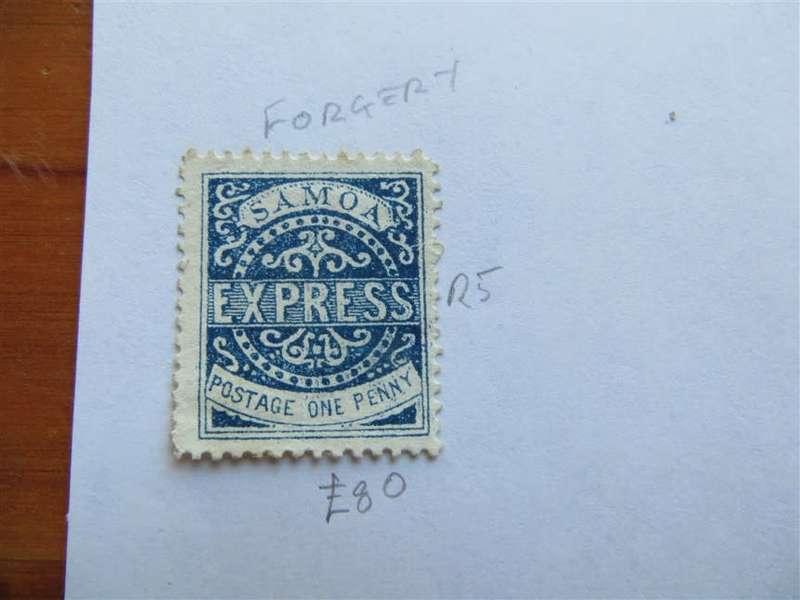 FORGERY
SAMOA
EXPRESS
R5
POSTAGE ONE PENNY
£80